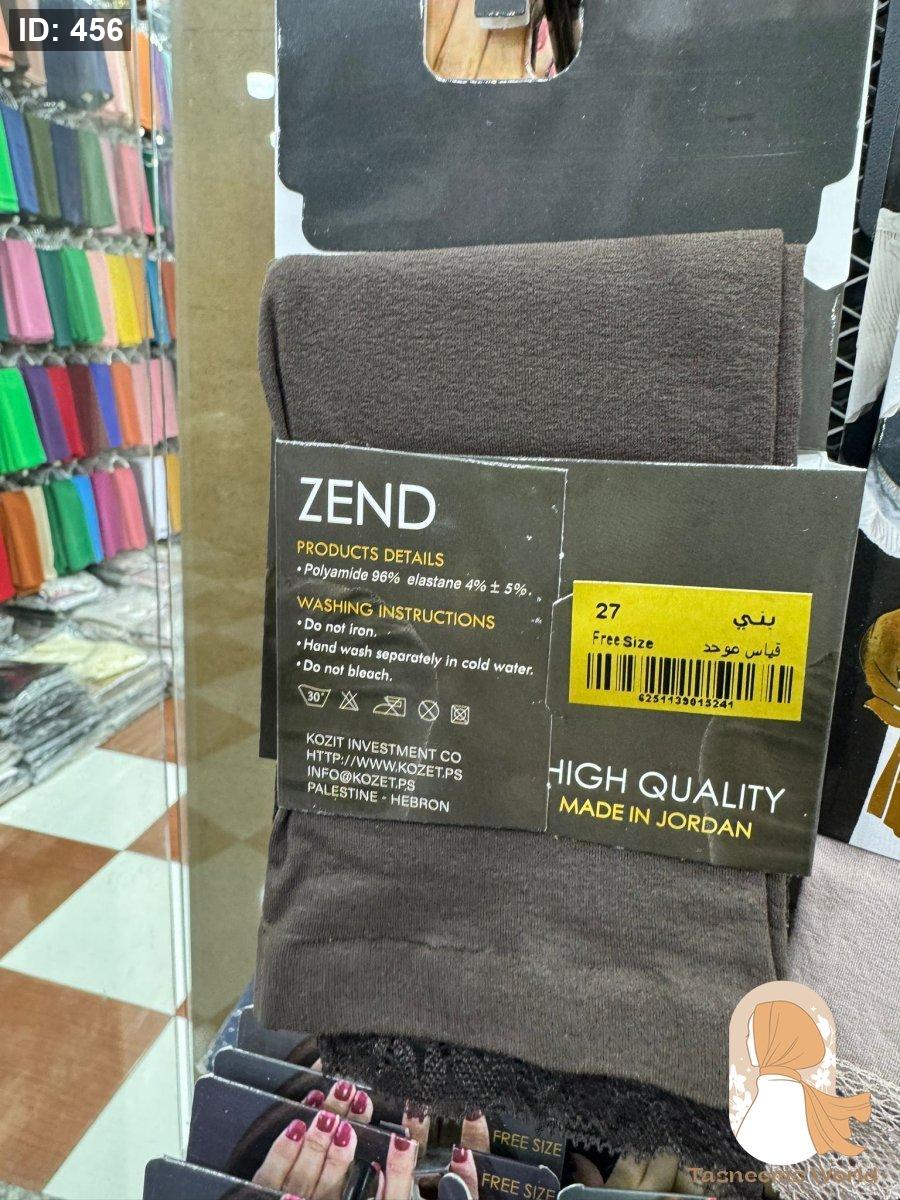 ID: 456
ZEND
PRODUCTS DETAILS
• Polyamide 96% elastane 4% ± 5%.
WASHING INSTRUCTIONS
• Do not iron.
• Hand wash separately in cold water.
• Do not bleach.
30°
KOZIT INVESTMENT CO
HTTP://WWW.KOZET.PS
INFO@KOZET.PS
PALESTINE - HEBRON
27 بني
Free Size قياس موحد
6251139015241
HIGH QUALITY
MADE IN JORDAN
FREE SIZE
FREE SIZE
Tasneem's World